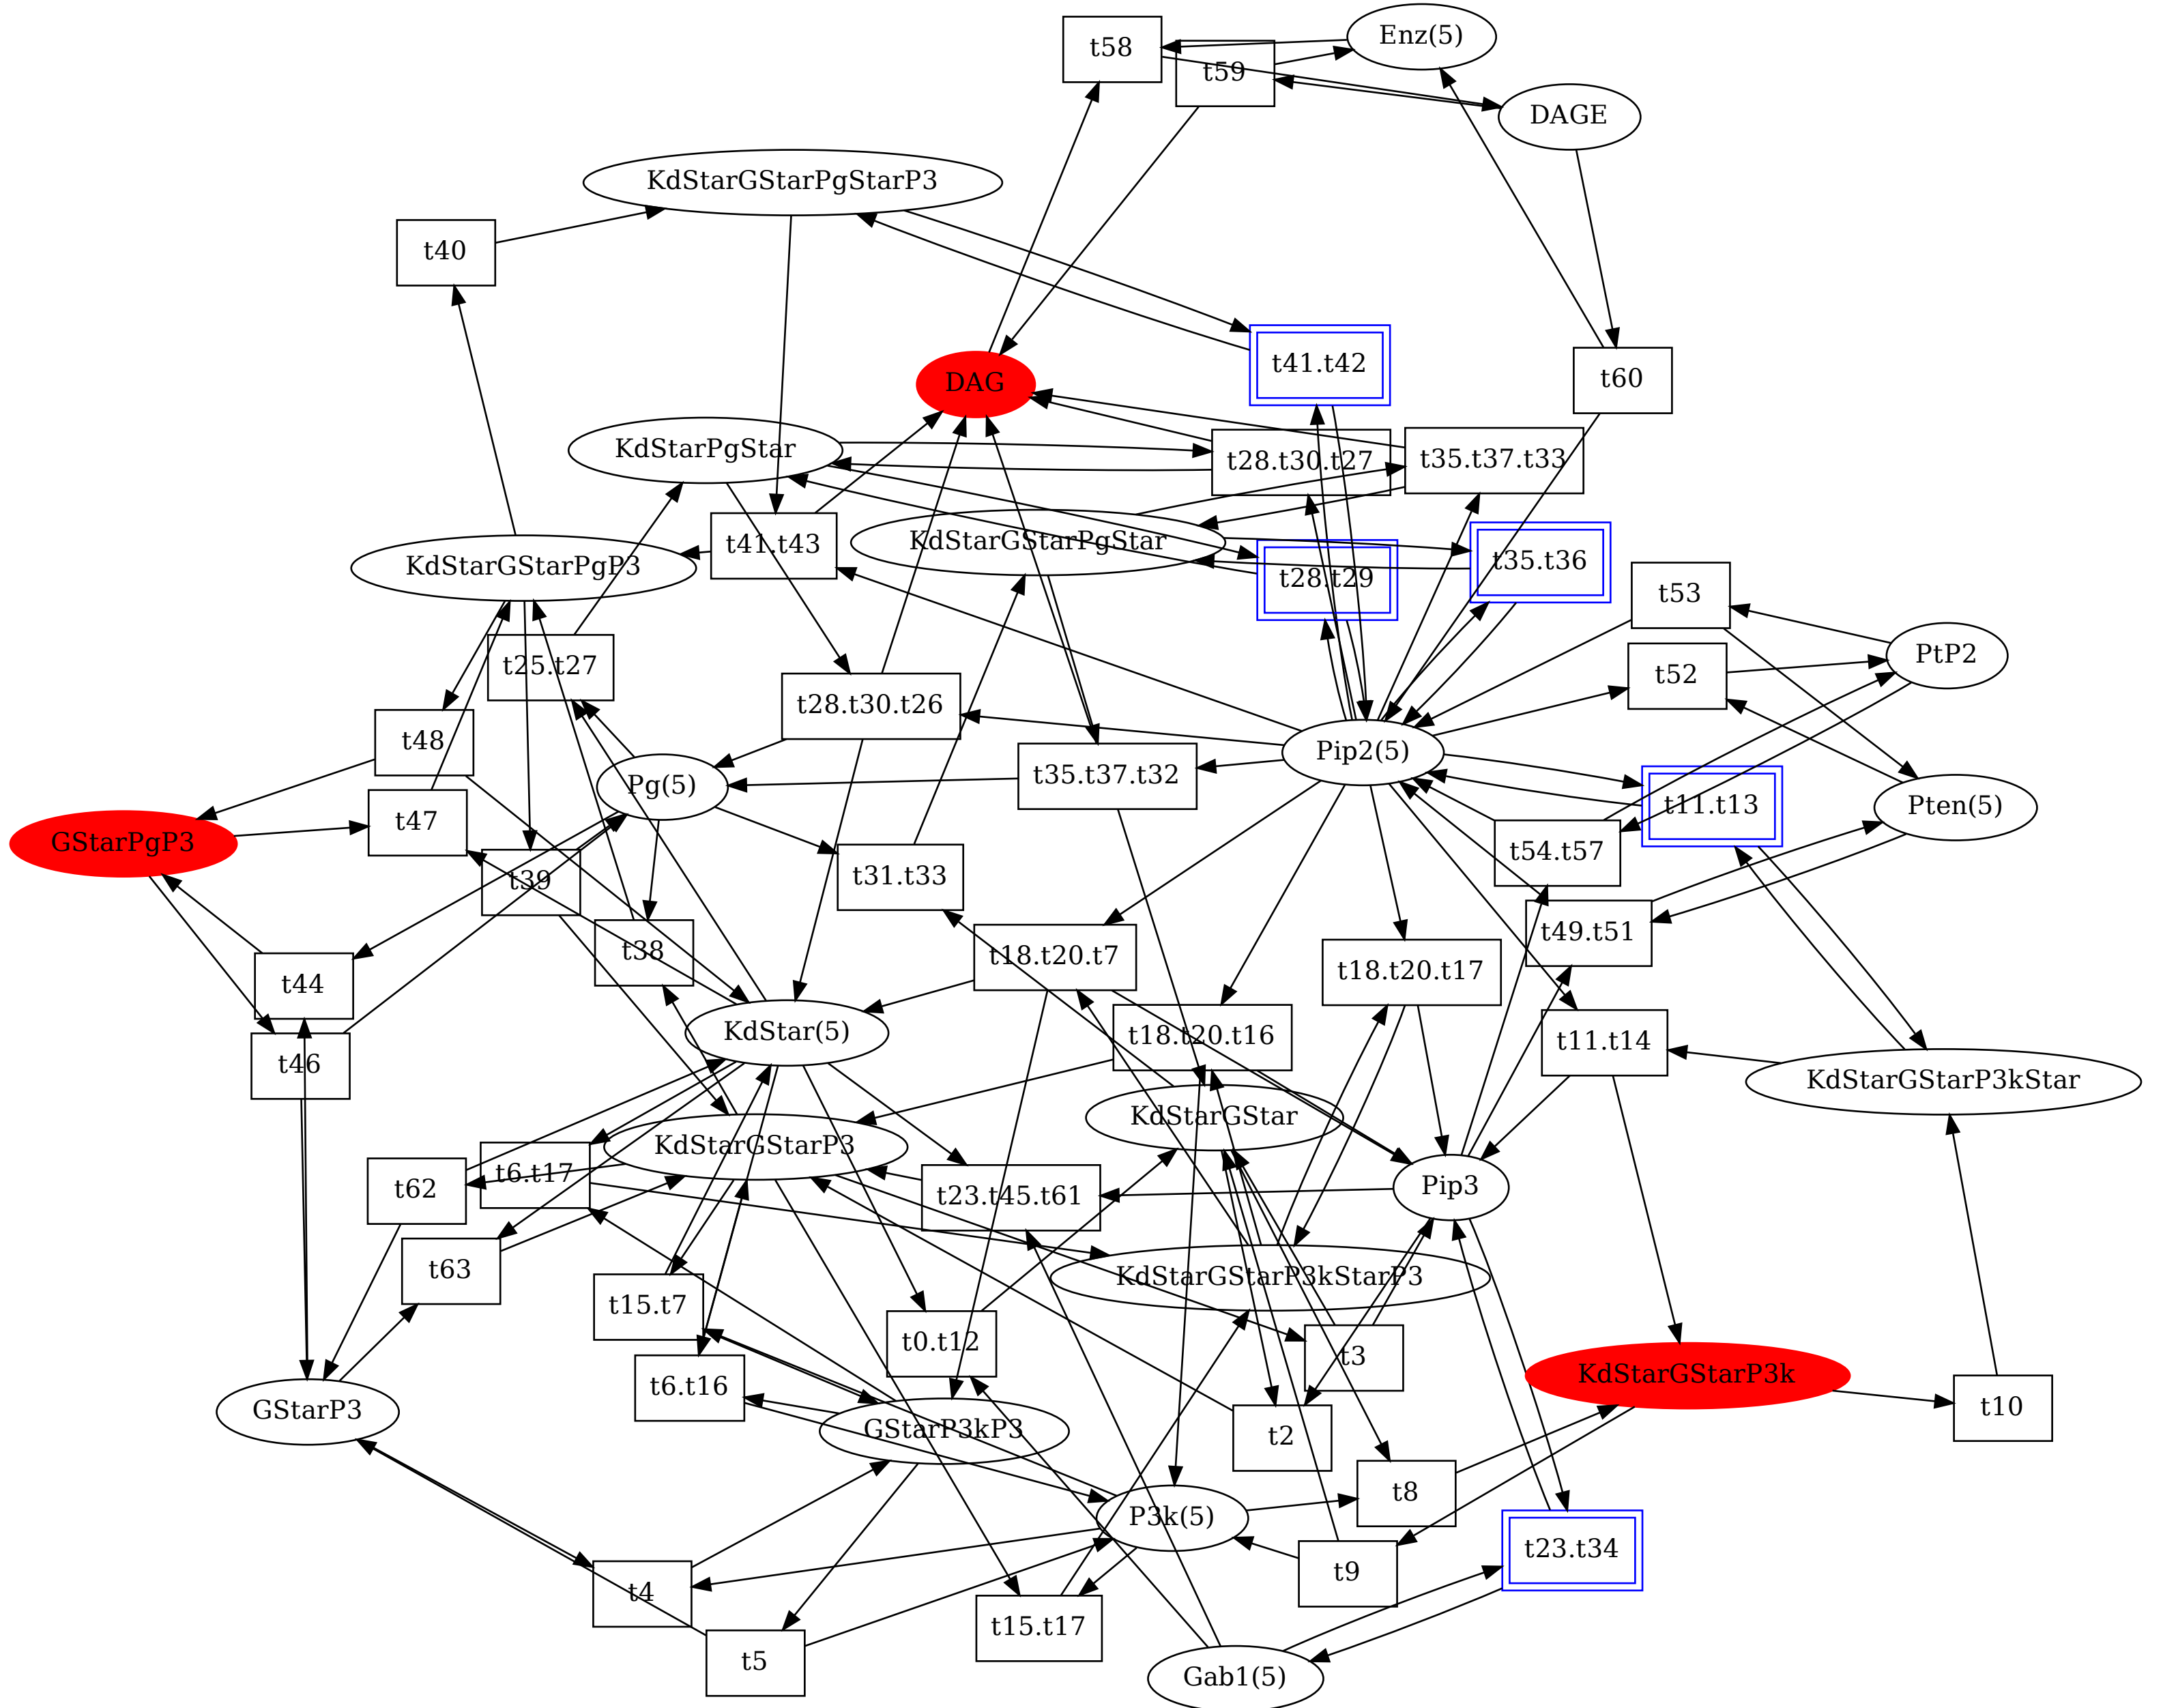 Enz(5)
t58
t59
DAGE
KdStarGStarPgStarP3
t40
t41.t42
DAG
t60
KdStarPgStar
t28.t30.t27
t35.t37.t33
t41.t43
KdStarGStarPgStar
t35.t36
KdStarGStarPgP3
t28.t29
t53
t25.t27
PtP2
t52
t28.t30.t26
t48
Pip2(5)
t35.t37.t32
Pg(5)
t11.t13
Pten(5)
t47
GStarPgP3
t54.t57
t39
t31.t33
t49.t51
t38
t18.t20.t7
t18.t20.t17
t44
KdStar(5)
t18.t20.t16
t11.t14
t46
KdStarGStarP3kStar
KdStarGStar
KdStarGStarP3
t6.t17
t62
Pip3
t23.t45.t61
t63
KdStarGStarP3kStarP3
t15.t7
t0.t12
t3
KdStarGStarP3k
t6.t16
t10
GStarP3
GStarP3kP3
t2
t8
P3k(5)
t23.t34
t9
t4
t15.t17
t5
Gab1(5)